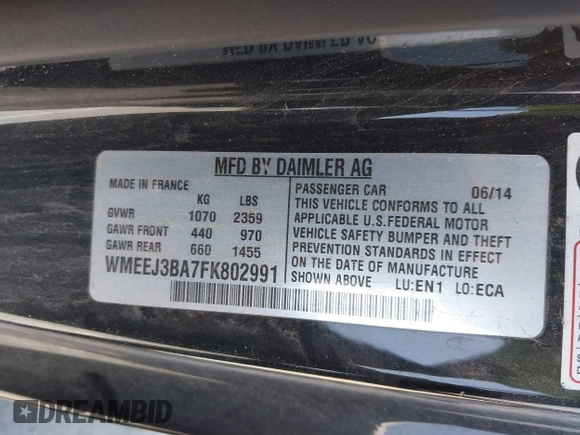 MFD BY DAIMLER AG
MADE IN FRANCE
KG LBS
GVWR 1070 2359
GAWR FRONT 440 970
GAWR REAR 660 1455
WMEEJ3BA7FK802991
PASSENGER CAR 06/14
THIS VEHICLE CONFORMS TO ALL
APPLICABLE U.S.FEDERAL MOTOR
VEHICLE SAFETY BUMPER AND THEFT
PREVENTION STANDARDS IN EFFECT
ON THE DATE OF MANUFACTURE
SHOWN ABOVE LU:EN1 LO:ECA
DREAMBID